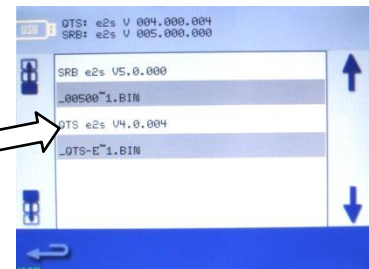 USB
QTS: e2s V 004.000.004
SRB: e2s V 005.000.000
SRB e2s V5.0.000
_00500~1.BIN
QTS e2s V4.0.004
_QTS-E~1.BIN